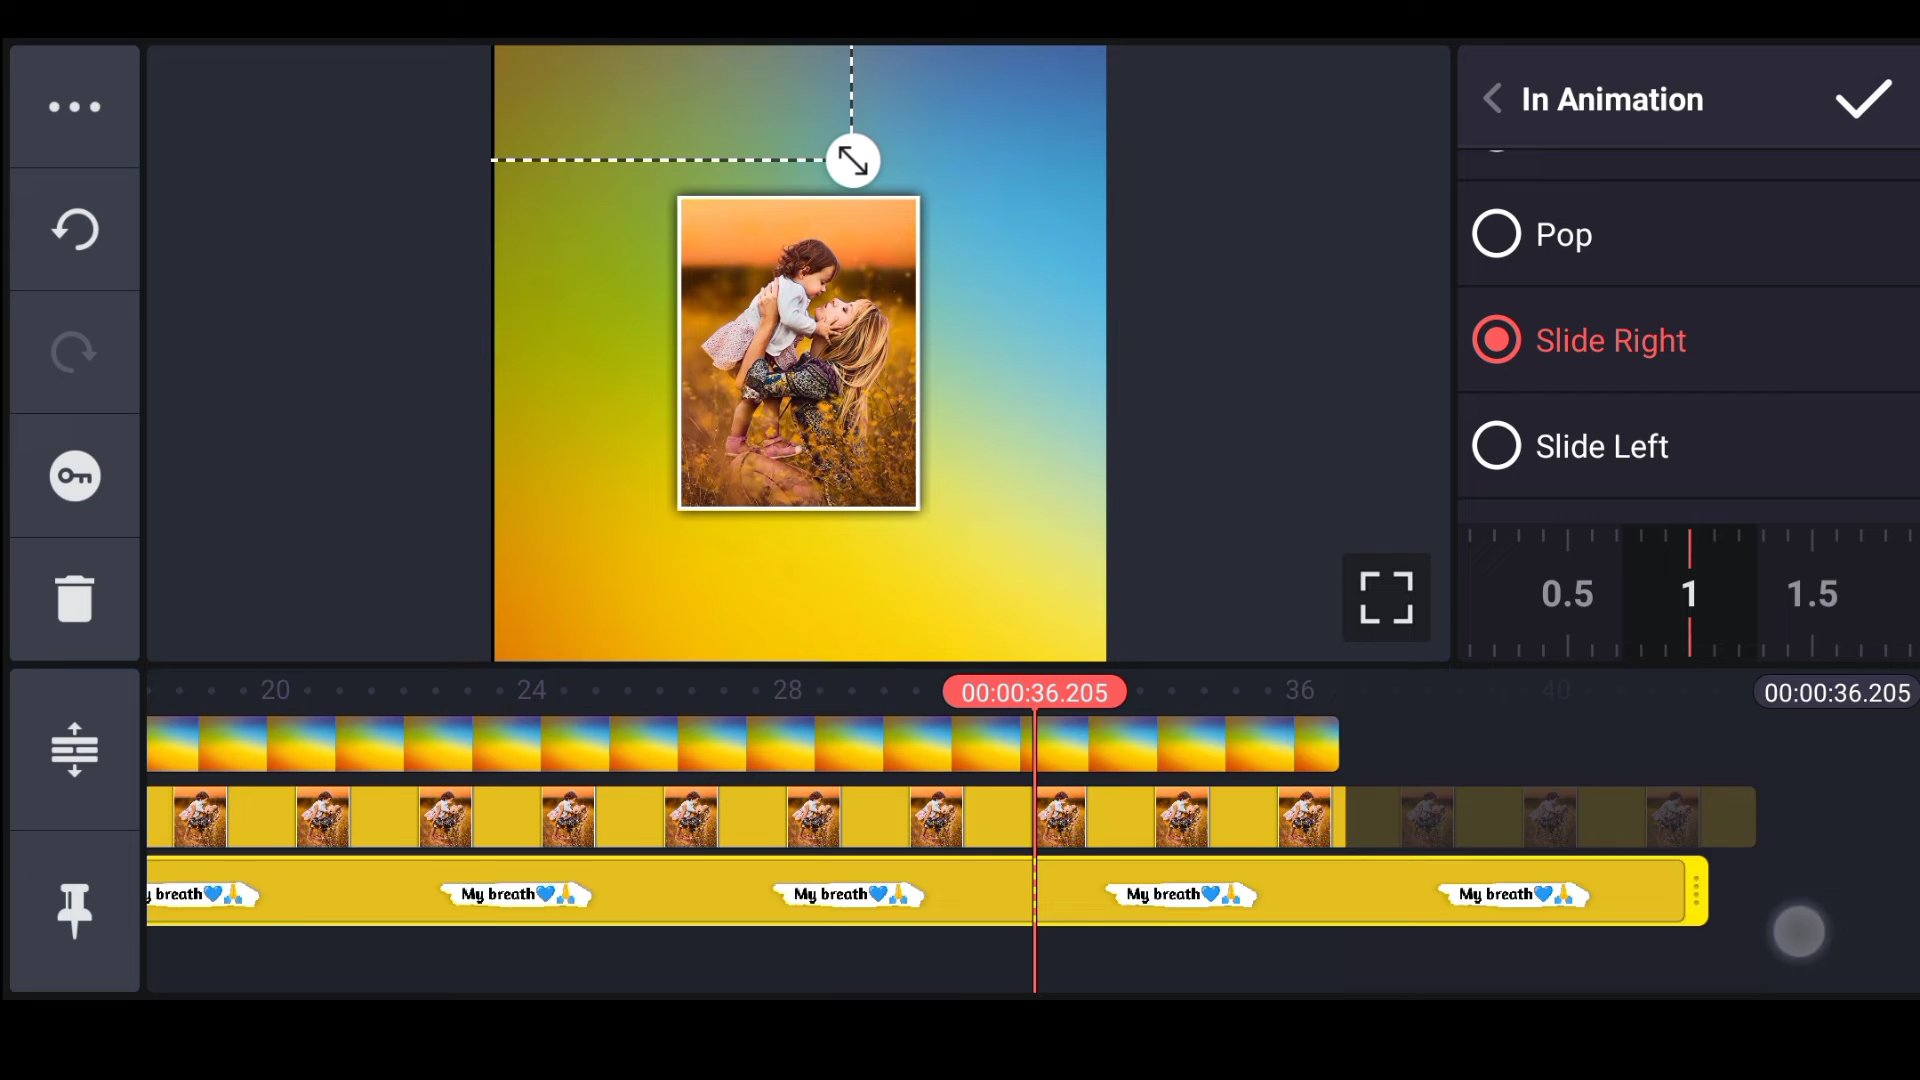 In Animation
Pop
Slide Right
Slide Left
0.5 1 1.5
20 24 28 00:00:36.205 36 40 00:00:36.205
y breath💙🙏 My breath💙🙏 My breath💙🙏 My breath💙🙏 My breath💙🙏